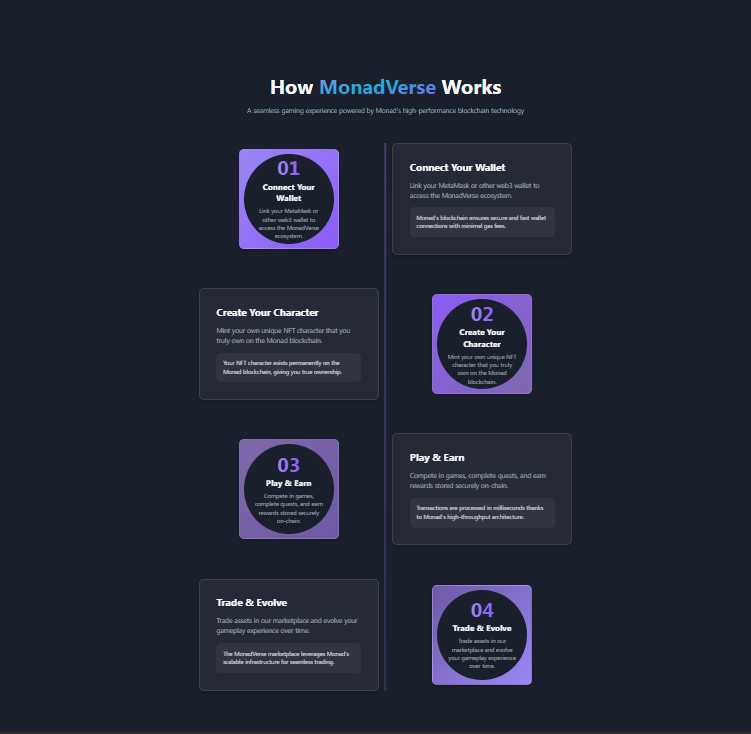 How MonadVerse Works
A seamless gaming experience powered by Monad's high-performance blockchain technology
01
Connect Your
Wallet
Link your MetaMask or
other web3 wallet to
access the MonadVerse
ecosystem.
Connect Your Wallet
Link your MetaMask or other web3 wallet to
access the MonadVerse ecosystem.
Monad's blockchain ensures secure and fast wallet
connections with minimal gas fees.
Create Your Character
Mint your own unique NFT character that you
truly own on the Monad blockchain.
Your NFT character exists permanently on the
Monad blockchain, giving you true ownership.
02
Create Your
Character
Mint your own unique NFT
character that you truly
own on the Monad
blockchain.
03
Play & Earn
Compete in games,
complete quests, and earn
rewards stored securely
on-chain.
Play & Earn
Compete in games, complete quests, and earn
rewards stored securely on-chain.
Transactions are processed in milliseconds thanks
to Monad's high-throughput architecture.
Trade & Evolve
Trade assets in our marketplace and evolve your
gameplay experience over time.
The MonadVerse marketplace leverages Monad's
scalable infrastructure for seamless trading.
04
Trade & Evolve
Trade assets in our
marketplace and evolve
your gameplay experience
over time.